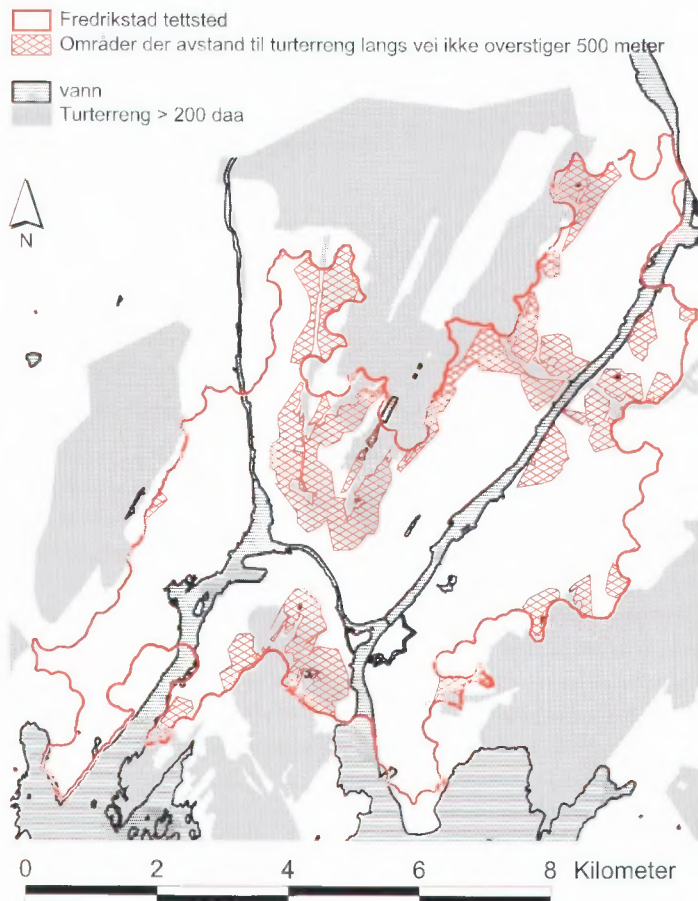 Fredrikstad tettsted
Områder der avstand til turterreng langs vei ikke overstiger 500 meter
vann
Turterreng > 200 daa
N
0 2 4 6 8 Kilometer